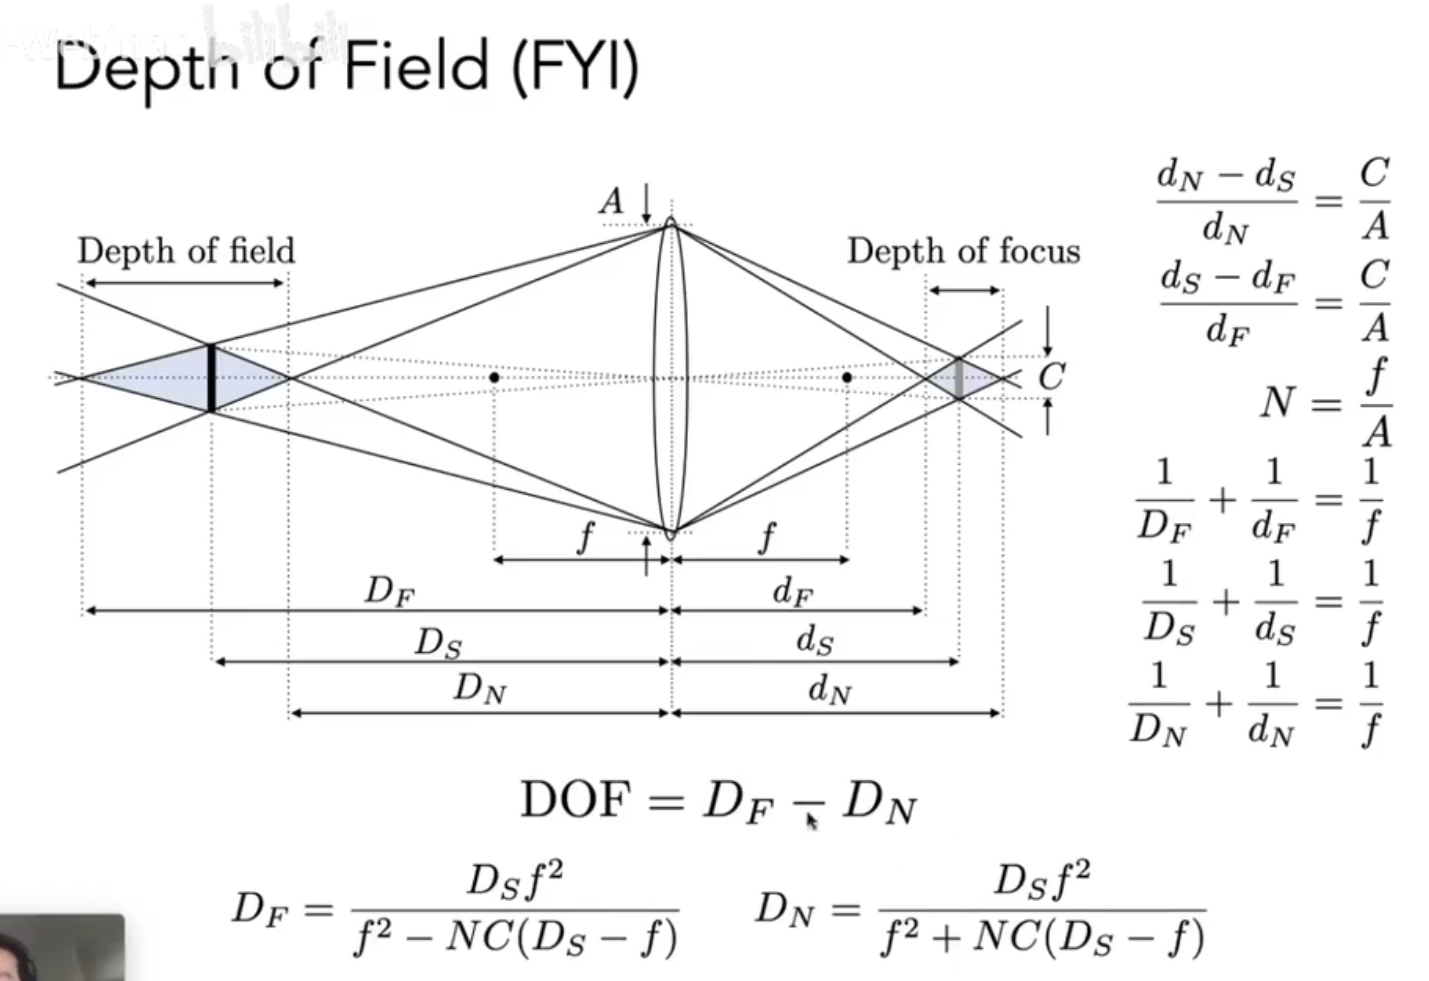 bilibili
Depth of Field (FYI)
A
Depth of field
Depth of focus
C
f
f
D_F
d_F
D_S
d_S
D_N
d_N
\frac{d_N - d_S}{d_N} = \frac{C}{A}
\frac{d_S - d_F}{d_F} = \frac{C}{A}
N = \frac{f}{A}
\frac{1}{D_F} + \frac{1}{d_F} = \frac{1}{f}
\frac{1}{D_S} + \frac{1}{d_S} = \frac{1}{f}
\frac{1}{D_N} + \frac{1}{d_N} = \frac{1}{f}
DOF = D_F − D_N
D_F = \frac{D_S f^2}{f^2 - NC(D_S - f)}
D_N = \frac{D_S f^2}{f^2 + NC(D_S - f)}